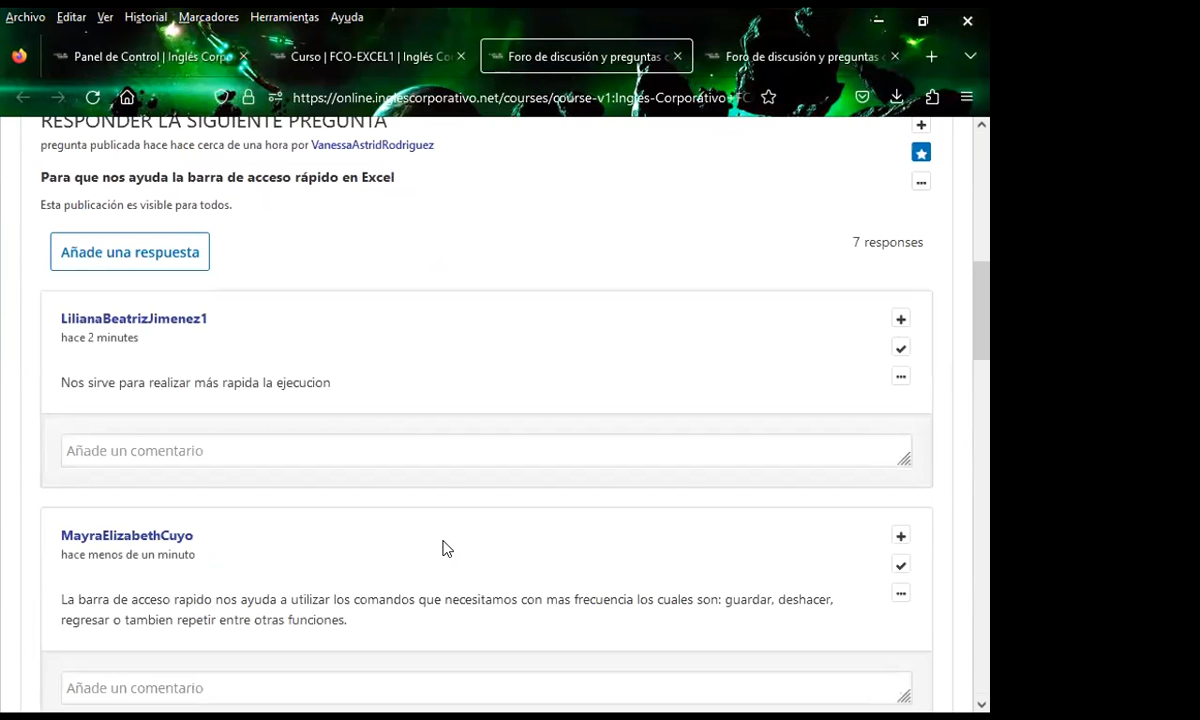 Archivo Editar Ver Historial Marcadores Herramientas Ayuda
Panel de Control | Inglés Corpo
Curso | FCO-EXCEL1 | Inglés Co
Foro de discusión y preguntas c
Foro de discusión y preguntas c
https://online.inglescorporativo.net/courses/course-v1:Ingles-Corporativo+FC
RESPONDER LA SIGUIENTE PREGUNTA
pregunta publicada hace hace cerca de una hora por VanessaAstridRodriguez
Para que nos ayuda la barra de acceso rápido en Excel
Esta publicación es visible para todos.
Añade una respuesta
7 responses
LilianaBeatrizJimenez1
hace 2 minutes
Nos sirve para realizar más rapida la ejecucion
Añade un comentario
MayraElizabethCuyo
hace menos de un minuto
La barra de acceso rapido nos ayuda a utilizar los comandos que necesitamos con mas frecuencia los cuales son: guardar, deshacer,
regresar o tambien repetir entre otras funciones.
Añade un comentario